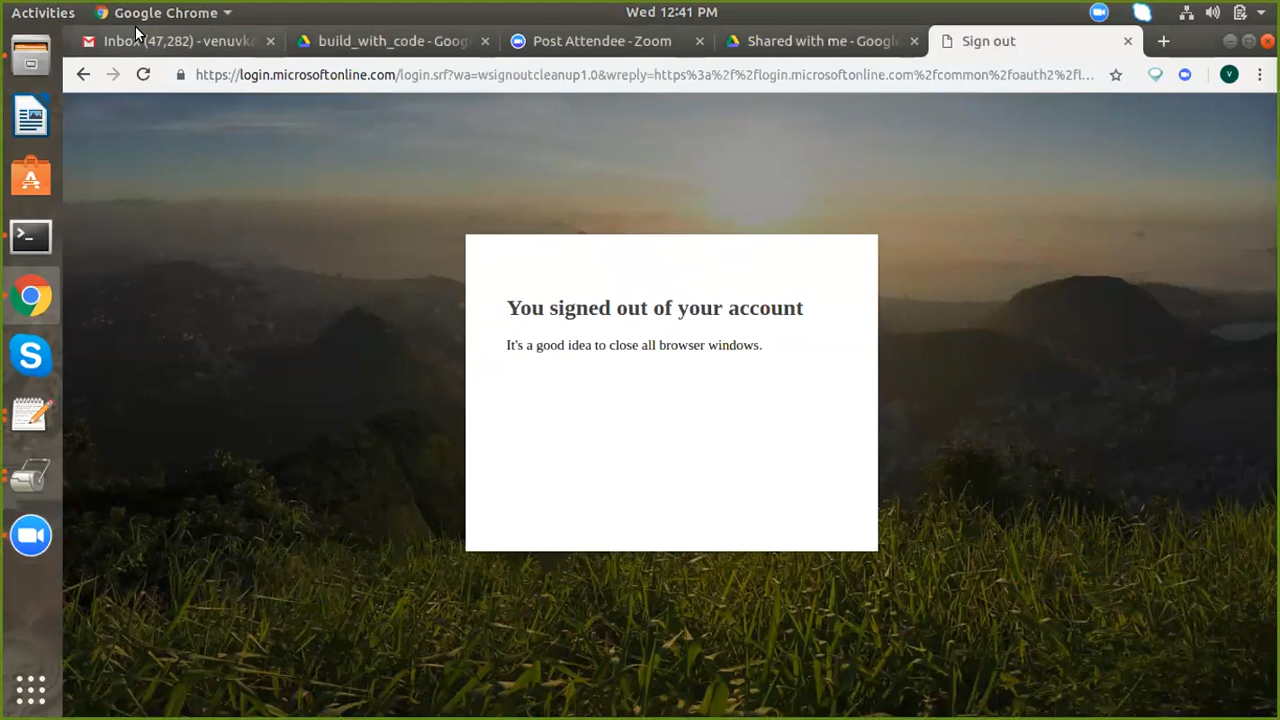 Activities Google Chrome Wed 12:41 PM
Inbox (47,282) - venuvk build_with_code - Goog Post Attendee - Zoom Shared with me - Google Sign out
https://login.microsoftonline.com/login.srf?wa=wsignoutcleanup1.0&wreply=https%3a%2f%2flogin.microsoftonline.com%2fcommon%2foauth2%2fl... V
You signed out of your account
It's a good idea to close all browser windows.